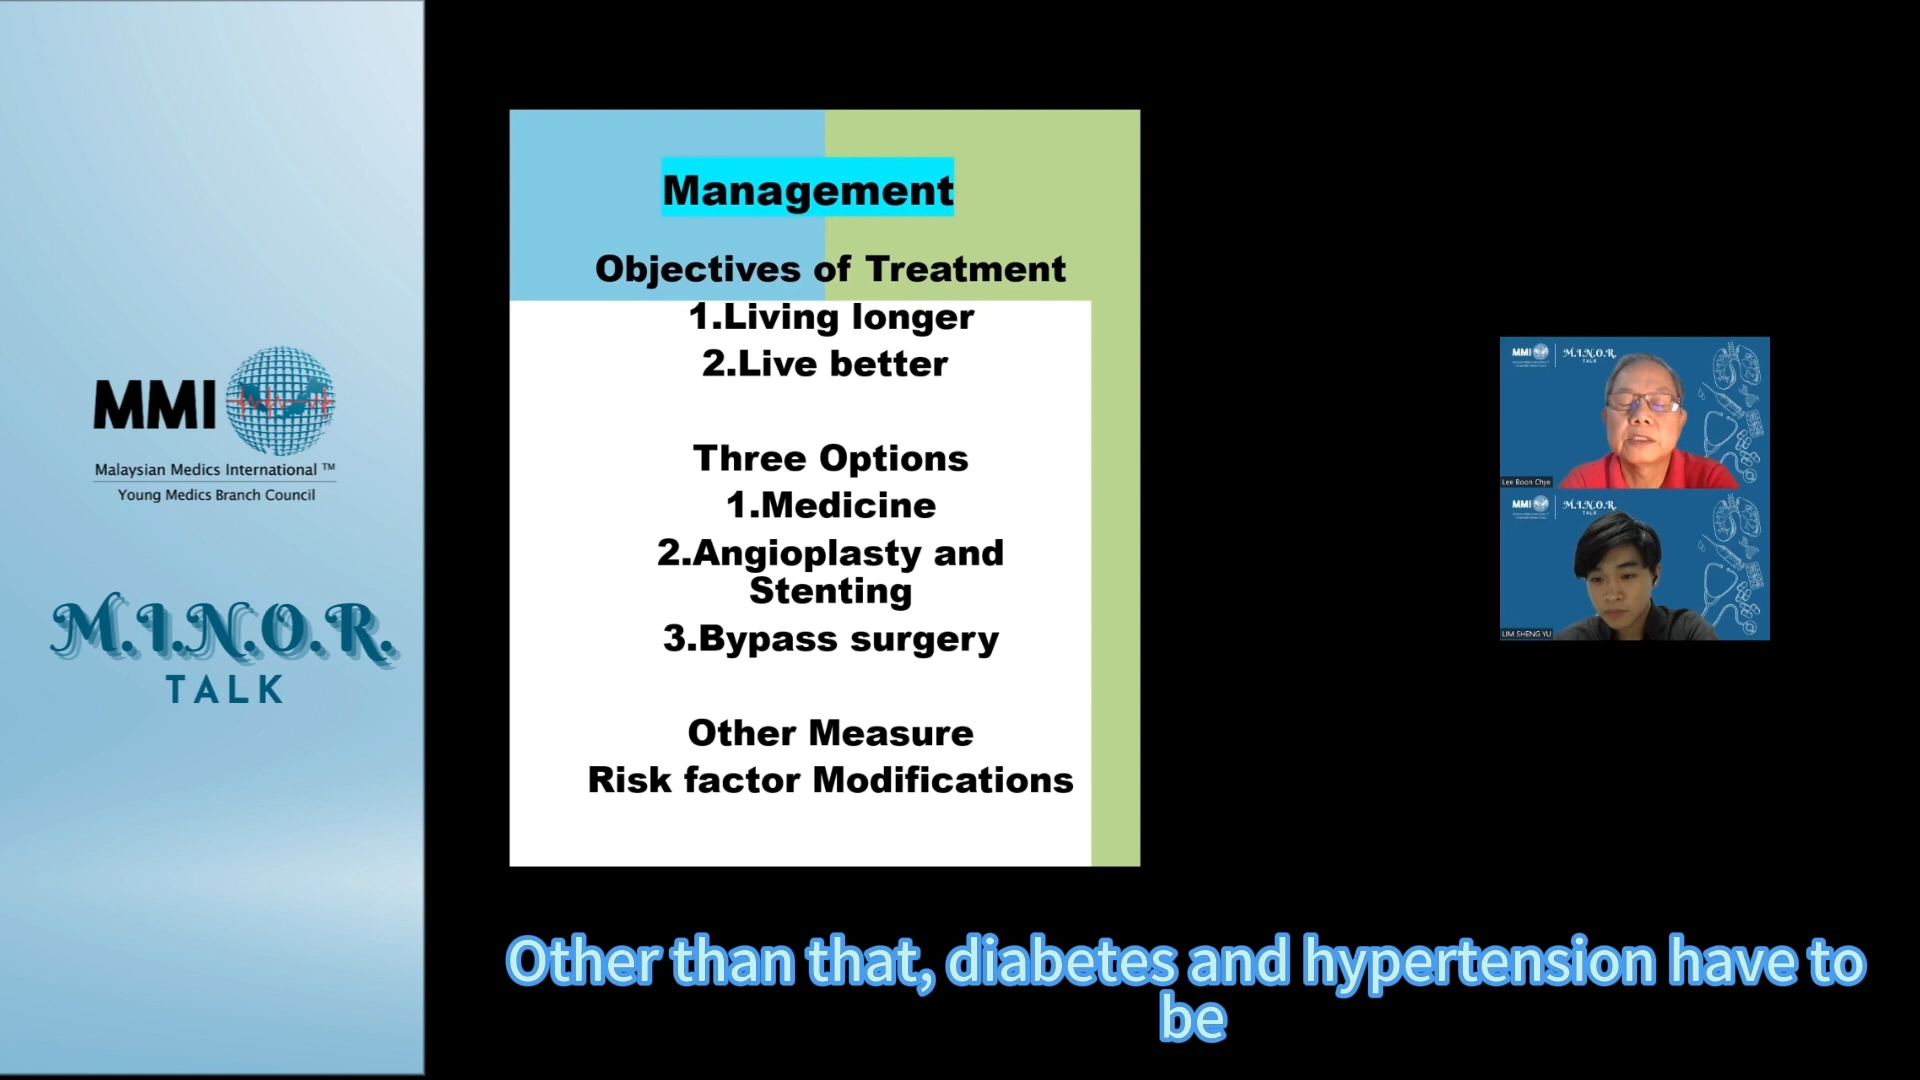 MMI
Malaysian Medics International ™
Young Medics Branch Council
M.I.N.O.R.
TALK
Management
Objectives of Treatment
1.Living longer
2.Live better
Three Options
1.Medicine
2.Angioplasty and
Stenting
3.Bypass surgery
Other Measure
Risk factor Modifications
MMI
M.I.N.O.R.
TALK
Lee Boon Chye
MMI
M.I.N.O.R.
TALK
LIM SHENG YU
Other than that, diabetes and hypertension have to
be